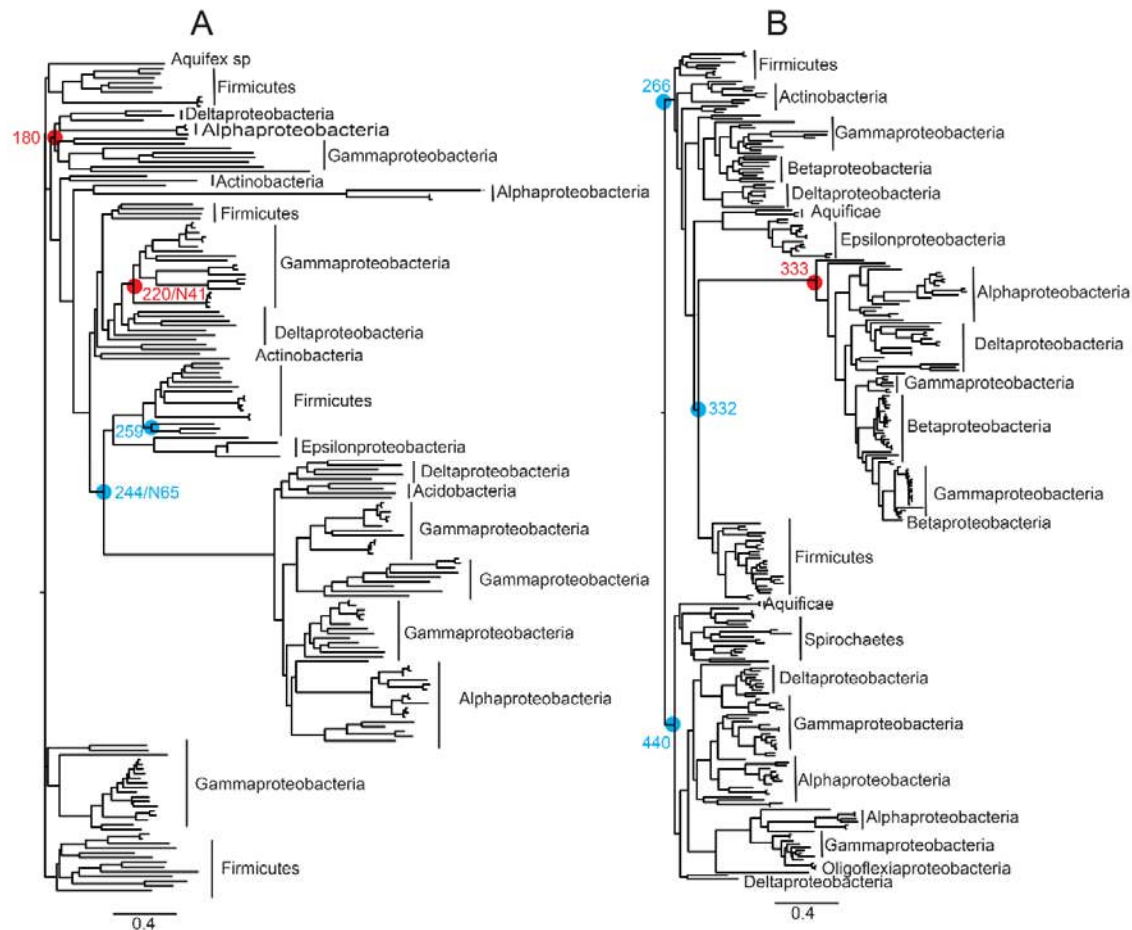 A
Aquifex sp
Firmicutes
Deltaproteobacteria
Alphaproteobacteria
180
Gammaproteobacteria
Actinobacteria
Alphaproteobacteria
Firmicutes
Gammaproteobacteria
220/N41
Deltaproteobacteria
Actinobacteria
Firmicutes
259
Epsilonproteobacteria
Deltaproteobacteria
244/N65
Acidobacteria
Gammaproteobacteria
Gammaproteobacteria
Gammaproteobacteria
Alphaproteobacteria
Gammaproteobacteria
Firmicutes
0.4
B
Firmicutes
266
Actinobacteria
Gammaproteobacteria
Betaproteobacteria
Deltaproteobacteria
Aquificae
Epsilonproteobacteria
333
Alphaproteobacteria
Deltaproteobacteria
Gammaproteobacteria
332
Betaproteobacteria
Gammaproteobacteria
Betaproteobacteria
Firmicutes
Aquificae
Spirochaetes
Deltaproteobacteria
Gammaproteobacteria
440
Alphaproteobacteria
Alphaproteobacteria
Gammaproteobacteria
Oligoflexiaproteobacteria
Deltaproteobacteria
0.4